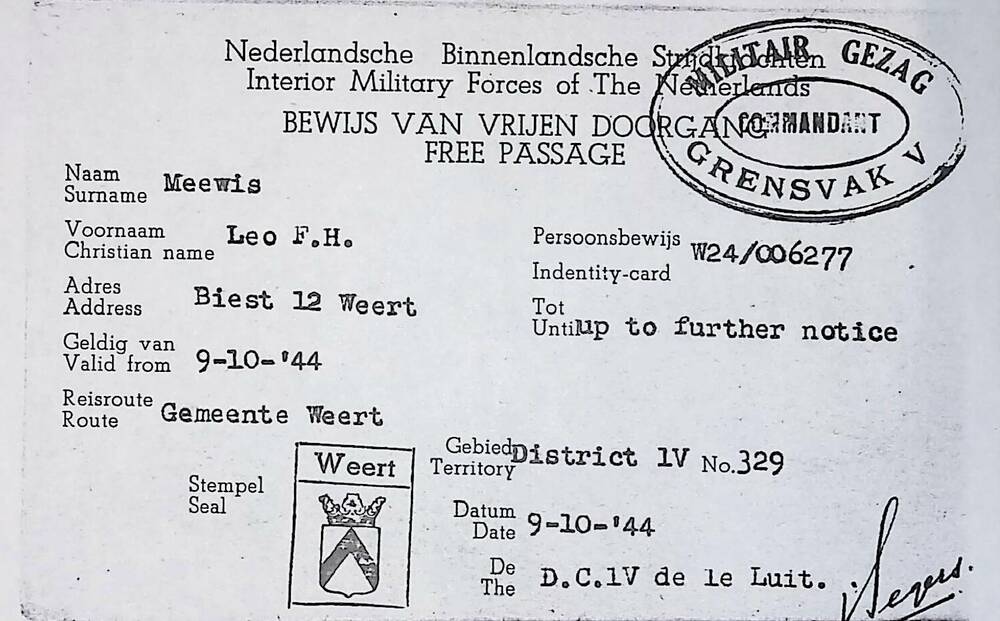 Nederlandsche Binnenlandsche Strijdkrachten
Interior Military Forces of The Netherlands
BEWIJS VAN VRIJEN DOORGANG
FREE PASSAGE
MILITAIR GEZAG
COMMANDANT
GRENSVAK V
Naam
Surname Meewis
Voornaam
Christian name Leo F.H.
Persoonsbewijs W24/006277
Indentity-card
Adres
Address Biest 12 Weert
Tot
Until up to further notice
Geldig van
Valid from 9-10-'44
Reisroute
Route Gemeente Weert
Gebied
Territory District 1V No. 329
Stempel
Seal
Weert
Datum
Date 9-10-'44
De
The D.C.1V de 1e Luit.
Segers.